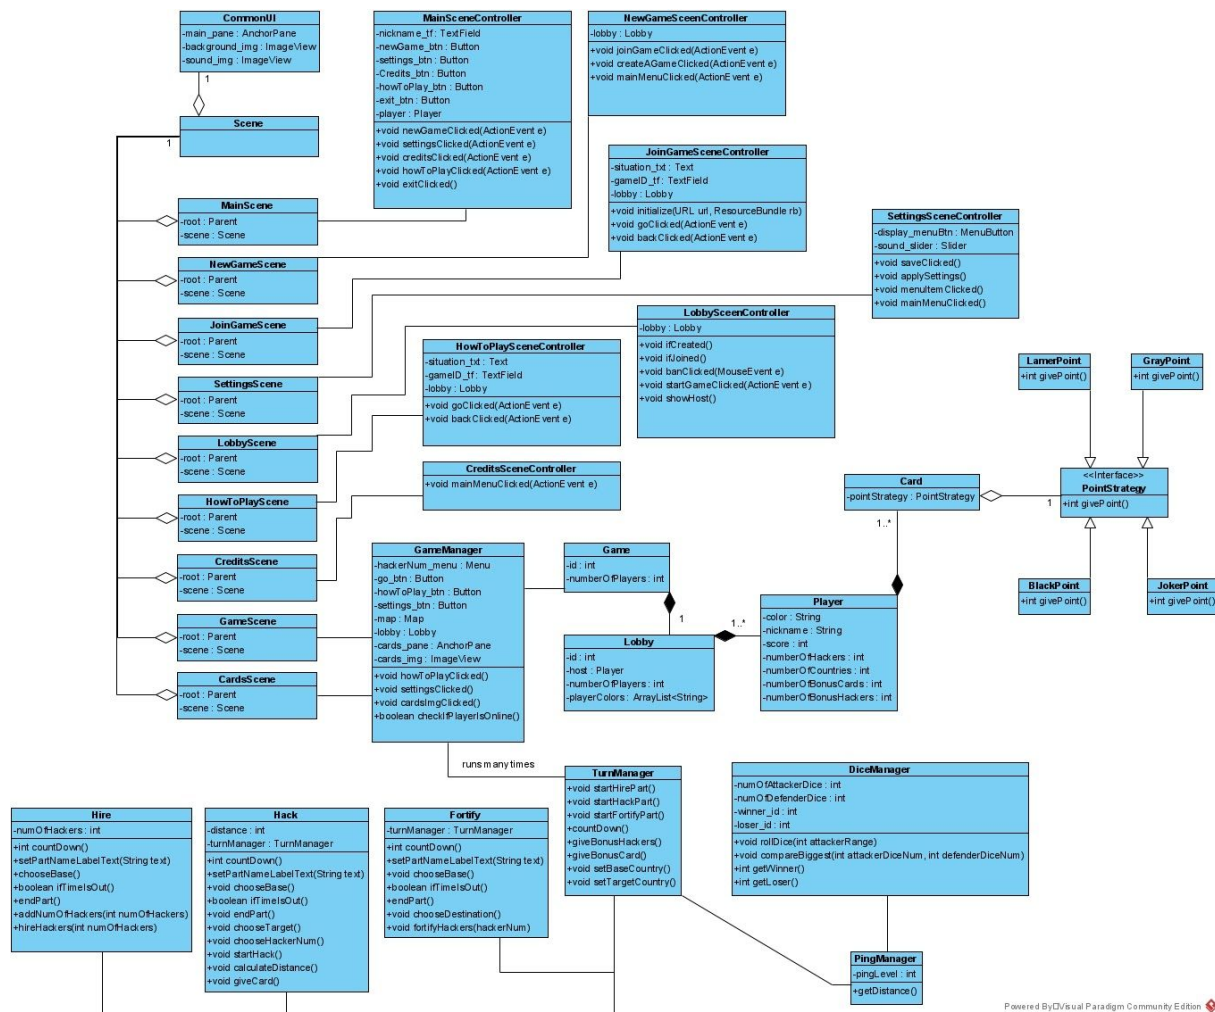 CommonUI
-main_pane : AnchorPane
-background_img : ImageView
-sound_img : ImageView
1
Scene
1
MainSceneController
-nickname_tf : TextField
-newGame_btn : Button
-settings_btn : Button
-Credits_btn : Button
-howToPlay_btn : Button
-exit_btn : Button
-player : Player
+void newGameClicked(ActionEvent e)
+void settingsClicked(ActionEvent e)
+void creditsClicked(ActionEvent e)
+void howToPlayClicked(ActionEvent e)
+void exitClicked()
NewGameSceenController
-lobby : Lobby
+void joinGameClicked(ActionEvent e)
+void createAGameClicked(ActionEvent e)
+void mainMenuClicked(ActionEvent e)
JoinGameSceneController
-situation_txt : Text
-gameID_tf : TextField
-lobby : Lobby
+void initialize(URL url, ResourceBundle rb)
+void goClicked(ActionEvent e)
+void backClicked(ActionEvent e)
SettingsSceneController
-display_menuBtn : MenuButton
-sound_slider : Slider
+void saveClicked()
+void applySettings()
+void menuItemClicked()
+void mainMenuClicked()
MainScene
-root : Parent
-scene : Scene
NewGameScene
-root : Parent
-scene : Scene
JoinGameScene
-root : Parent
-scene : Scene
SettingsScene
-root : Parent
-scene : Scene
LobbyScene
-root : Parent
-scene : Scene
HowToPlayScene
-root : Parent
-scene : Scene
CreditsScene
-root : Parent
-scene : Scene
GameScene
-root : Parent
-scene : Scene
CardsScene
-root : Parent
-scene : Scene
LobbySceenController
-lobby : Lobby
+void ifCreated()
+void ifJoined()
+void banClicked(MouseEvent e)
+void startGameClicked(ActionEvent e)
+void showHost()
HowToPlaySceneController
-situation_txt : Text
-gameID_tf : TextField
-lobby : Lobby
+void goClicked(ActionEvent e)
+void backClicked(ActionEvent e)
CreditsSceneController
+void mainMenuClicked(ActionEvent e)
LamerPoint
+int givePoint()
GrayPoint
+int givePoint()
<<Interface>>
PointStrategy
+int givePoint()
BlackPoint
+int givePoint()
JokerPoint
+int givePoint()
Card
-pointStrategy : PointStrategy
1
1..*
GameManager
-hackerNum_menu : Menu
-go_btn : Button
-howToPlay_btn : Button
-settings_btn : Button
-map : Map
-lobby : Lobby
-cards_pane : AnchorPane
-cards_img : ImageView
+void howToPlayClicked()
+void settingsClicked()
+void cardsImgClicked()
+boolean checkIfPlayerIsOnline()
Game
-id : int
-numberOfPlayers : int
1
Lobby
-id : int
-host : Player
-numberOfPlayers : int
-playerColors : ArrayList<String>
1..*
Player
-color : String
-nickname : String
-score : int
-numberOfHackers : int
-numberOfCountries : int
-numberOfBonusCards : int
-numberOfBonusHackers : int
runs many times
TurnManager
+void startHirePart()
+void startHackPart()
+void startFortifyPart()
+countDown()
+giveBonusHackers()
+giveBonusCard()
+void setBaseCountry()
+void setTargetCountry()
DiceManager
-numOfAttackerDice : int
-numOfDefenderDice : int
-winner_id : int
-loser_id : int
+void rollDice(int attackerRange)
+void compareBiggest(int attackerDiceNum, int defenderDiceNum)
+int getWinner()
+int getLoser()
Hire
-numOfHackers : int
+int countDown()
+setPartNameLabelText(String text)
+chooseBase()
+boolean ifTimeIsOut()
+endPart()
+addNumOfHackers(int numOfHackers)
+hireHackers(int numOfHackers)
Hack
-distance : int
-turnManager : TurnManager
+int countDown()
+setPartNameLabelText(String text)
+void chooseBase()
+boolean ifTimeIsOut()
+void endPart()
+void chooseTarget()
+void chooseHackerNum()
+void startHack()
+void calculateDistance()
+void giveCard()
Fortify
-turnManager : TurnManager
+int countDown()
+setPartNameLabelText(String text)
+void chooseBase()
+boolean ifTimeIsOut()
+endPart()
+void chooseDestination()
+void fortifyHackers(hackerNum)
PingManager
-pingLevel : int
+getDistance()
Powered By Visual Paradigm Community Edition